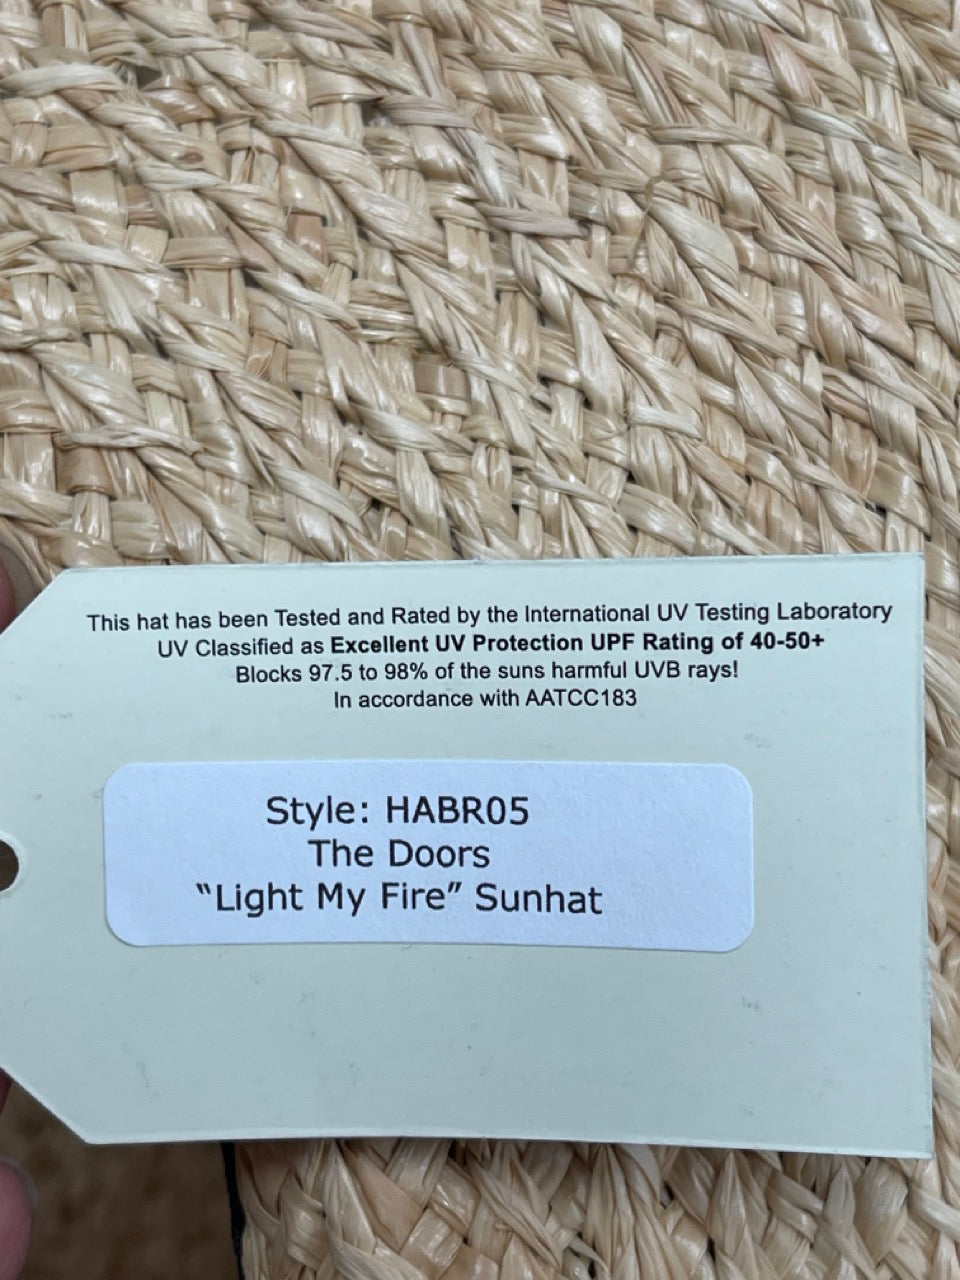 This hat has been Tested and Rated by the International UV Testing Laboratory
UV Classified as Excellent UV Protection UPF Rating of 40-50+
Blocks 97.5 to 98% of the suns harmful UVB rays!
In accordance with AATCC183
Style: HABR05
The Doors
“Light My Fire” Sunhat